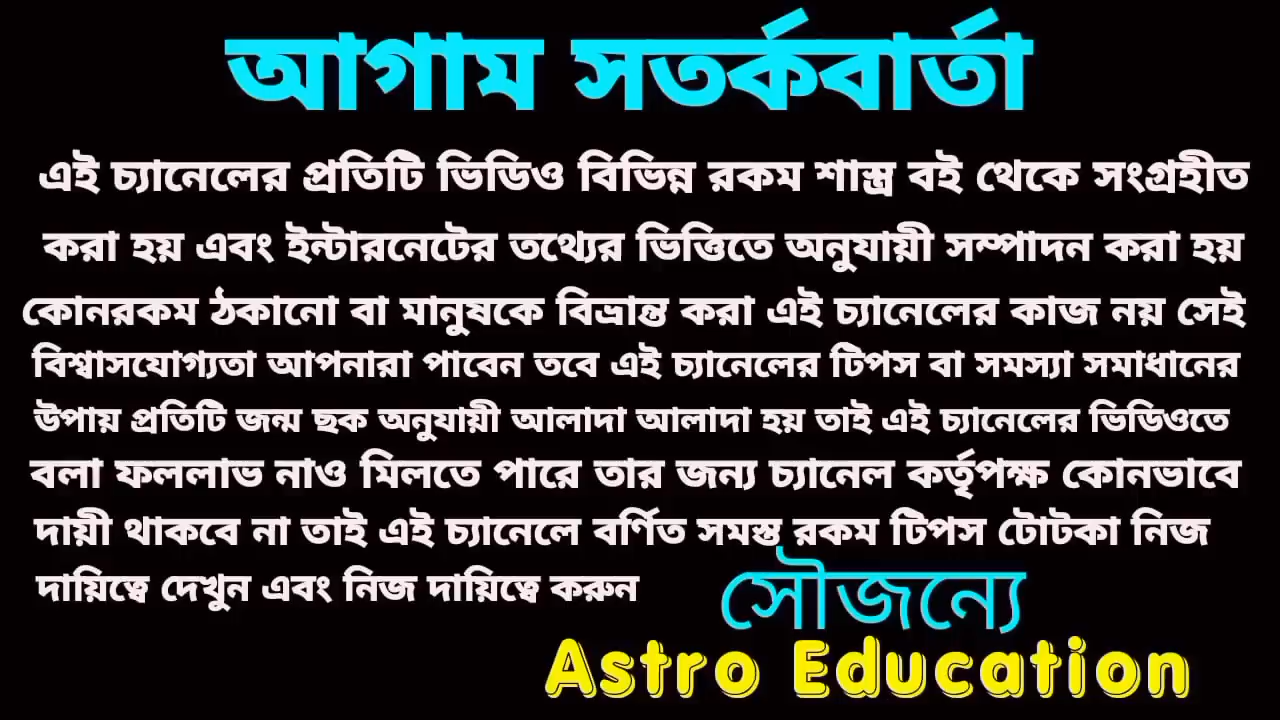 আগাম সতর্কবার্তা
এই চ্যানেলের প্রতিটি ভিডিও বিভিন্ন রকম শাস্ত্র বই থেকে সংগ্রহীত
করা হয় এবং ইন্টারনেটের তথ্যের ভিত্তিতে অনুযায়ী সম্পাদন করা হয়
কোনরকম ঠকানো বা মানুষকে বিভ্রান্ত করা এই চ্যানেলের কাজ নয় সেই
বিশ্বাসযোগ্যতা আপনারা পাবেন তবে এই চ্যানেলের টিপস বা সমস্যা সমাধানের
উপায় প্রতিটি জন্ম ছক অনুযায়ী আলাদা আলাদা হয় তাই এই চ্যানেলের ভিডিওতে
বলা ফললাভ নাও মিলতে পারে তার জন্য চ্যানেল কর্তৃপক্ষ কোনভাবে
দায়ী থাকবে না তাই এই চ্যানেলে বর্ণিত সমস্ত রকম টিপস টোটকা নিজ
দায়িত্বে দেখুন এবং নিজ দায়িত্বে করুন
সৌজন্যে
Astro Education